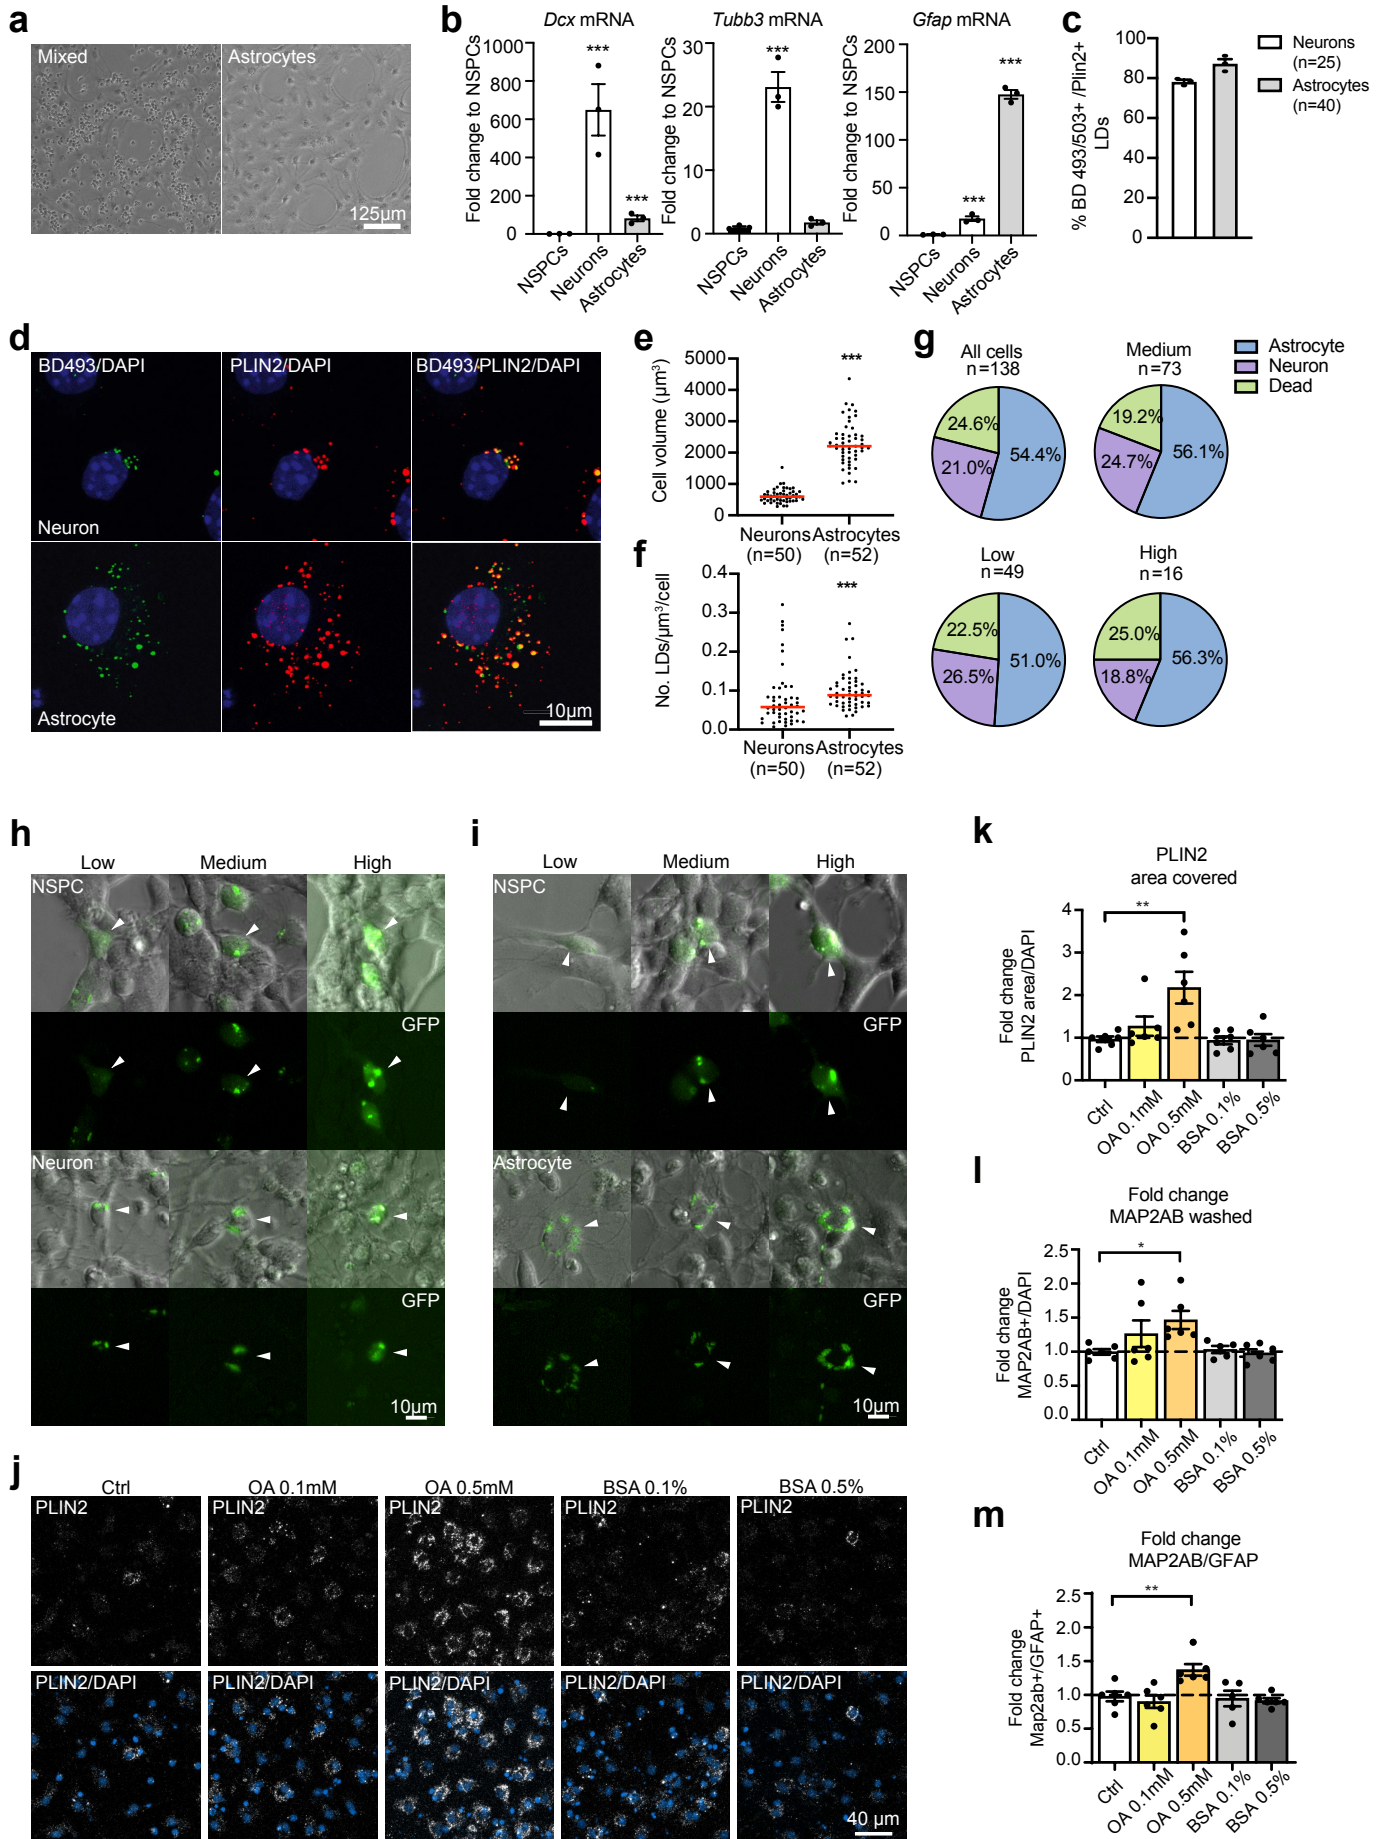 a
Mixed
Astrocytes
125µm
b
Dcx mRNA
Fold change to NSPCs
1000
800
600
400
200
0
***
***
NSPCs
Neurons
Astrocytes
Tubb3 mRNA
Fold change to NSPCs
30
20
10
0
***
NSPCs
Neurons
Astrocytes
Gfap mRNA
Fold change to NSPCs
200
150
100
50
0
***
***
NSPCs
Neurons
Astrocytes
c
% BD 493/503+ /Plin2+
LDs
100
80
60
40
20
0
Neurons
(n=25)
Astrocytes
(n=40)
d
BD493/DAPI
PLIN2/DAPI
BD493/PLIN2/DAPI
Neuron
Astrocyte
10µm
e
Cell volume (µm³)
5000
4000
3000
2000
1000
0
***
Neurons
(n=50)
Astrocytes
(n=52)
f
No. LDs/µm³/cell
0.4
0.3
0.2
0.1
0.0
***
Neurons
(n=50)
Astrocytes
(n=52)
g
All cells
n=138
24.6%
54.4%
21.0%
Medium
n=73
19.2%
56.1%
24.7%
Astrocyte
Neuron
Dead
Low
n=49
22.5%
51.0%
26.5%
High
n=16
25.0%
56.3%
18.8%
h
Low
Medium
High
NSPC
GFP
Neuron
GFP
10µm
i
Low
Medium
High
NSPC
GFP
Astrocyte
GFP
10µm
j
Ctrl
OA 0.1mM
OA 0.5mM
BSA 0.1%
BSA 0.5%
PLIN2
PLIN2
PLIN2
PLIN2
PLIN2
PLIN2/DAPI
PLIN2/DAPI
PLIN2/DAPI
PLIN2/DAPI
PLIN2/DAPI
40 µm
k
PLIN2
area covered
Fold change
PLIN2 area/DAPI
4
3
2
1
0
**
Ctrl
OA 0.1mM
OA 0.5mM
BSA 0.1%
BSA 0.5%
l
Fold change
MAP2AB washed
Fold change
MAP2AB+/DAPI
2.5
2.0
1.5
1.0
0.5
0.0
*
Ctrl
OA 0.1mM
OA 0.5mM
BSA 0.1%
BSA 0.5%
m
Fold change
MAP2AB/GFAP
Fold change
Map2ab+/GFAP+
2.5
2.0
1.5
1.0
0.5
0.0
**
Ctrl
OA 0.1mM
OA 0.5mM
BSA 0.1%
BSA 0.5%